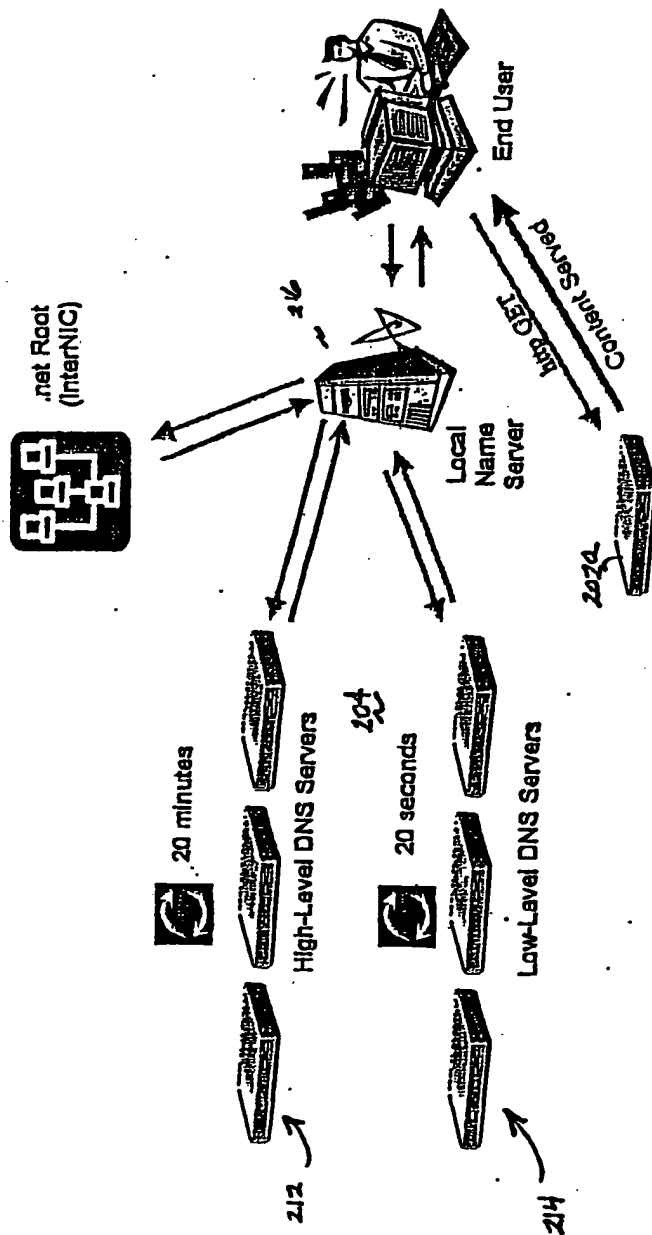 .net Root
(InterNIC)
20 minutes
High-Level DNS Servers
212
204
20 seconds
Low-Level DNS Servers
214
216
Local
Name
Server
End User
http GET
Content Served
202a